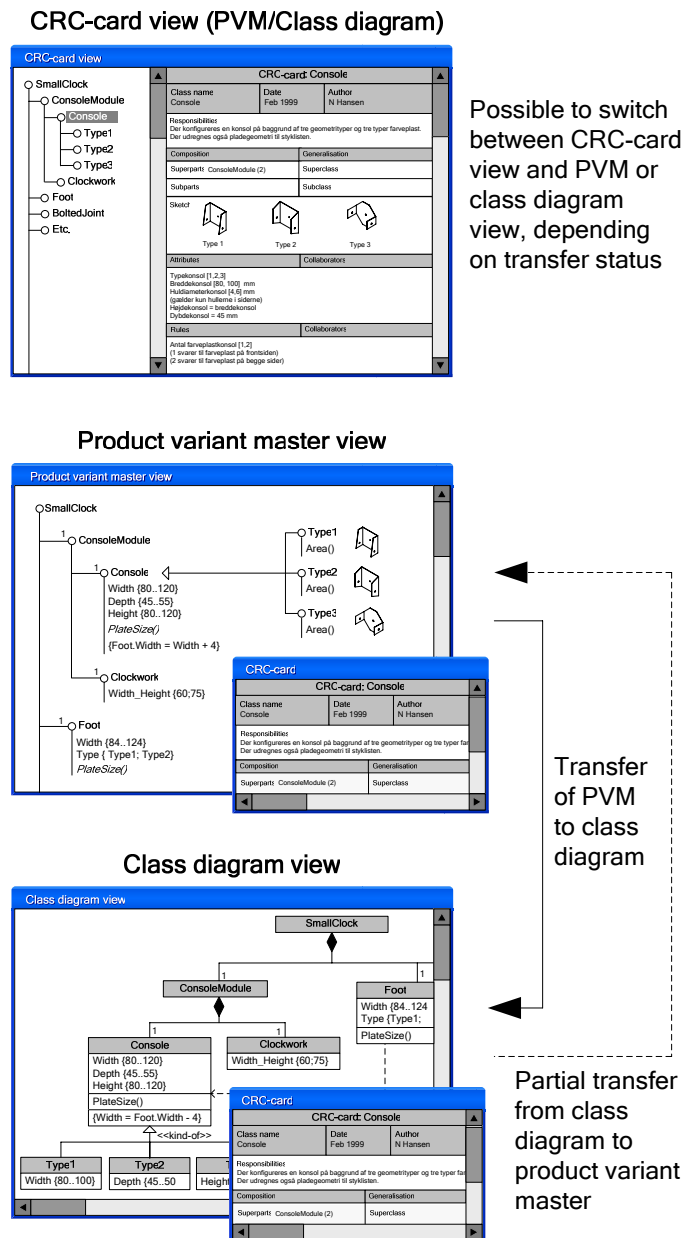 CRC-card view (PVM/Class diagram)
CRC-card view
SmallClock
ConsoleModule
Console
Type1
Type2
Type3
Clockwork
Foot
BoltedJoint
Etc.
CRC-card: Console
Class name
Console
Date
Feb 1999
Author
N Hansen
Responsibilities
Der konfigureres en konsol på baggrund af tre geometrityper og tre typer farveplast.
Der udregnes også pladegeometri til styklisten.
Composition
Generalisation
Superparts ConsoleModule (2)
Superclass
Subparts
Subclass
Sketch
Type 1
Type 2
Type 3
Attributes
Collaborators
Typekonsol [1,2,3]
Breddekonsol [80, 100] mm
Huldiameterkonsol [4,6] mm
(gælder kun hullerne i siderne)
Højdekonsol = breddekonsol
Dybdekonsol = 45 mm
Rules
Collaborators
Antal farveplastkonsol [1,2]
(1 svarer til farveplast på frontsiden)
(2 svarer til farveplast på begge sider)
Possible to switch
between CRC-card
view and PVM or
class diagram
view, depending
on transfer status
Product variant master view
Product variant master view
SmallClock
1
ConsoleModule
1
Console
Width {80..120}
Depth {45..55}
Height {80..120}
PlateSize()
{Foot.Width = Width + 4}
Type1
Area()
Type2
Area()
Type3
Area()
1
Clockwork
Width_Height {60;75}
1
Foot
Width {84..124}
Type { Type1; Type2}
PlateSize()
CRC-card
CRC-card: Console
Class name
Console
Date
Feb 1999
Author
N Hansen
Responsibilities
Der konfigureres en konsol på baggrund af tre geometrityper og tre typer far
Der udregnes også pladegeometri til styklisten.
Composition
Generalisation
Superparts ConsoleModule (2)
Superclass
Transfer
of PVM
to class
diagram
Class diagram view
Class diagram view
SmallClock
1
1
ConsoleModule
Foot
Width {84..124
Type {Type1;
PlateSize()
1
1
Console
Width {80..120}
Depth {45..55}
Height {80..120}
PlateSize()
{Width = Foot.Width - 4}
Clockwork
Width_Height {60;75}
<<kind-of>>
Type1
Width {80..100}
Type2
Depth {45..50
T
Height
CRC-card
CRC-card: Console
Class name
Console
Date
Feb 1999
Author
N Hansen
Responsibilities
Der konfigureres en konsol på baggrund af tre geometrityper og tre typer far
Der udregnes også pladegeometri til styklisten.
Composition
Generalisation
Superparts ConsoleModule (2)
Superclass
Partial transfer
from class
diagram to
product variant
master